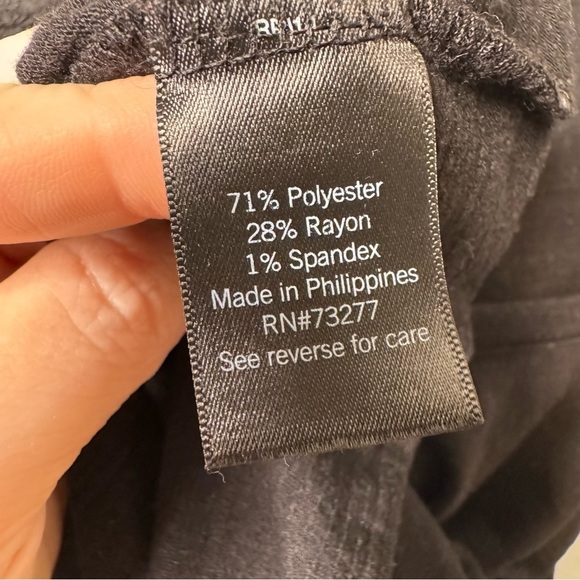 71% Polyester
28% Rayon
1% Spandex
Made in Philippines
RN#73277
See reverse for care